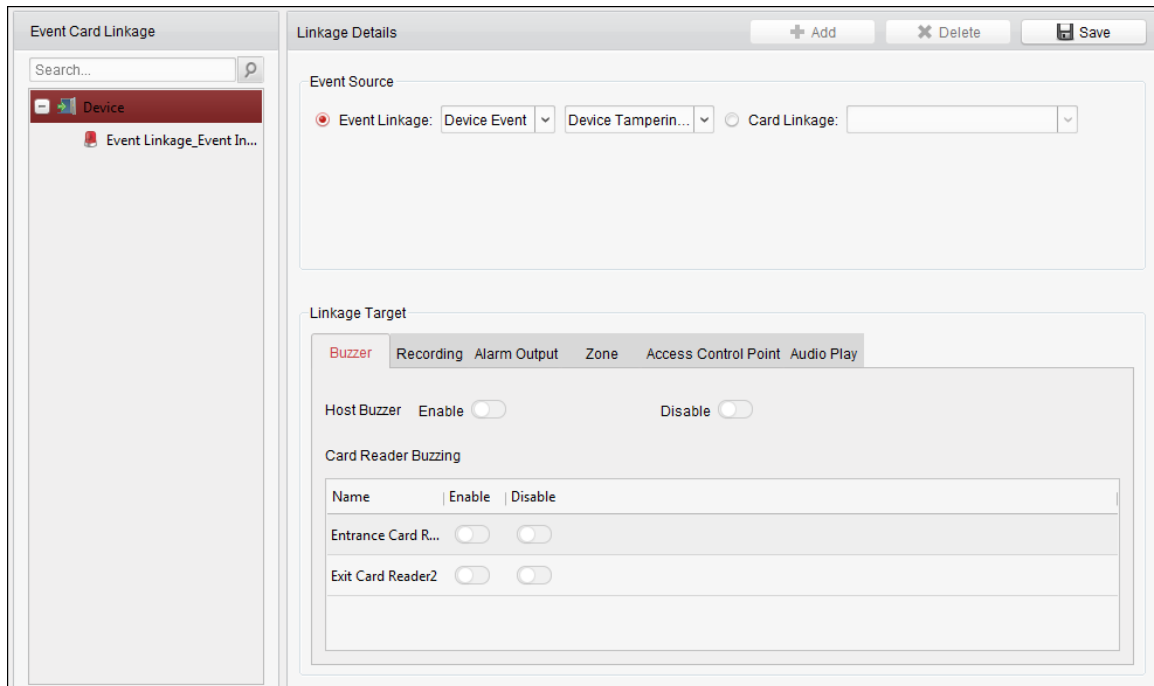 Event Card Linkage
Search...
Device
Event Linkage_Event In...
Linkage Details
Add
Delete
Save
Event Source
Event Linkage: Device Event Device Tamperin... Card Linkage:
Linkage Target
Buzzer Recording Alarm Output Zone Access Control Point Audio Play
Host Buzzer Enable Disable
Card Reader Buzzing
Name Enable Disable
Entrance Card R...
Exit Card Reader2